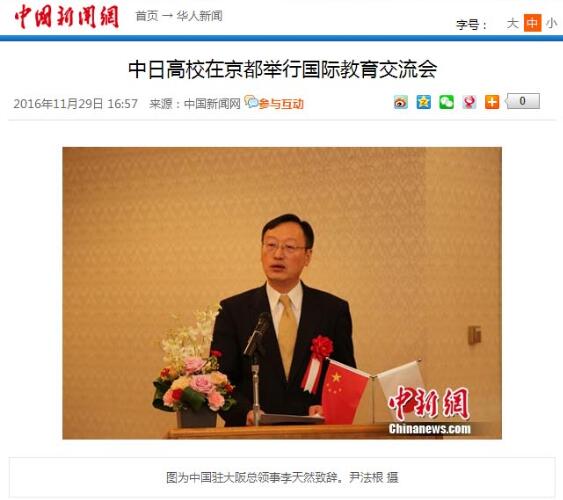 中国新闻网
首页 → 华人新闻
字号： 大 中 小
中日高校在京都举行国际教育交流会
2016年11月29日 16:57 来源：中国新闻网 参与互动
0
中新網
Chinanews.com
图为中国驻大阪总领事李天然致辞。尹法根 摄